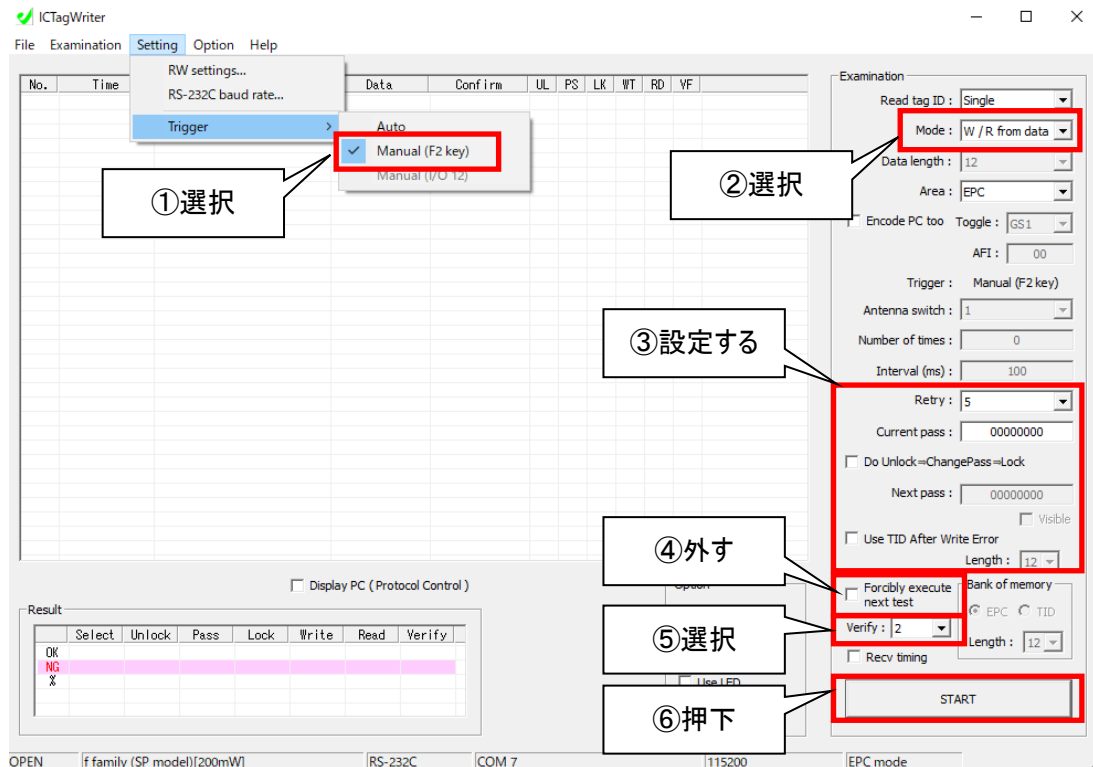 ICTagWriter
File Examination Setting Option Help
RW settings...
RS-232C baud rate...
Trigger >
Auto
Manual (F2 key)
Manual (I/O 12)
①選択
No. Time Data Confirm UL PS LK WT RD VF
Display PC ( Protocol Control )
Result
Select Unlock Pass Lock Write Read Verify
OK
NG
%
Examination
Read tag ID : Single
Mode : W / R from data
②選択
Data length : 12
Area : EPC
Encode PC too Toggle : GS1
AFI : 00
Trigger : Manual (F2 key)
Antenna switch : 1
Number of times : 0
Interval (ms) : 100
③設定する
Retry : 5
Current pass : 00000000
Do Unlock⇒ChangePass⇒Lock
Next pass : 00000000
Visible
Use TID After Write Error
Length : 12
④外す
Forcibly execute
next test
Bank of memory
EPC TID
Length : 12
⑤選択
Verify : 2
Recv timing
Option
Use LED
⑥押下
START
OPEN f family (SP model)[200mW] RS-232C COM 7 115200 EPC mode